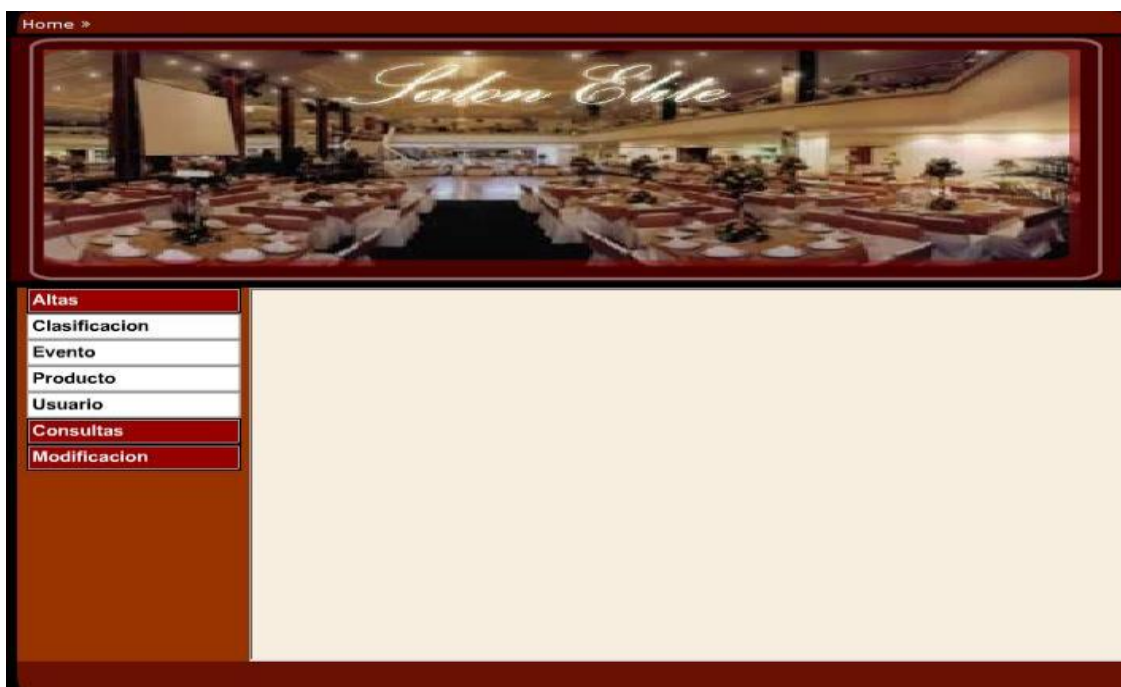 Home »
Salon Elite
Altas
Clasificacion
Evento
Producto
Usuario
Consultas
Modificacion